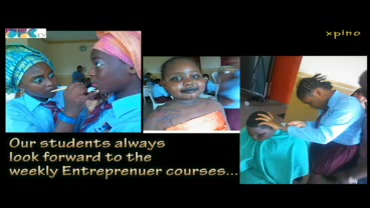 xpino
Our students always
look forward to the
weekly Entreprenuer courses...